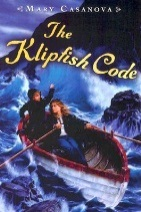 MARY CASANOVA
The
Klipfish Code